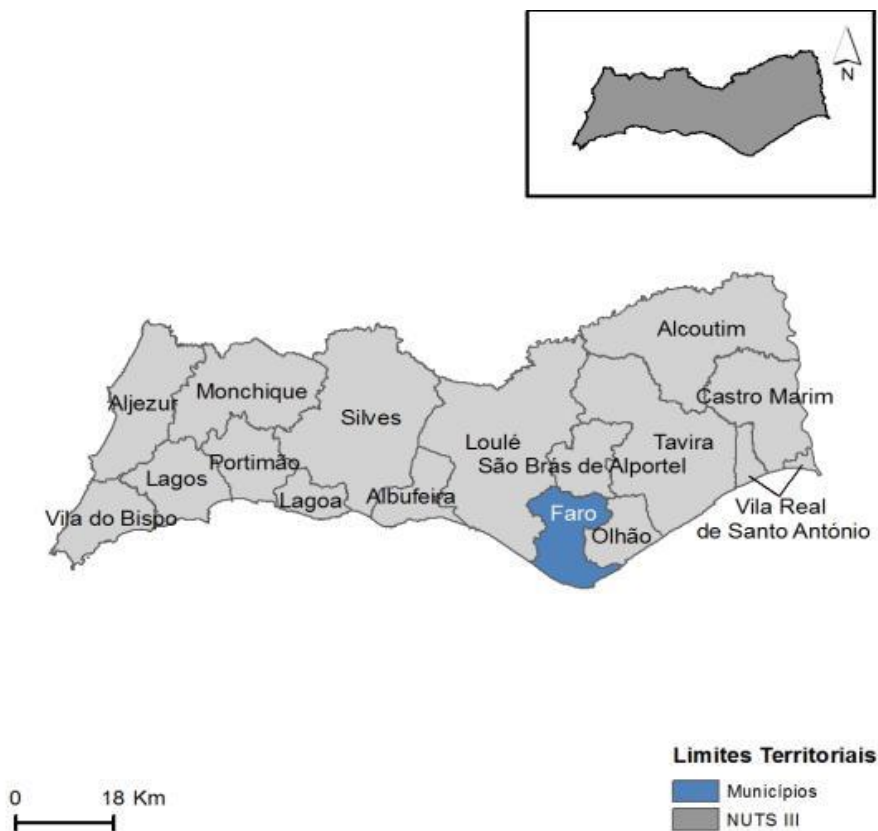 N
Alcoutim
Aljezur
Monchique
Castro Marim
Silves
Loulé
Tavira
São Brás de Alportel
Portimão
Lagos
Lagoa
Albufeira
Vila do Bispo
Faro
Olhão
Vila Real
de Santo António
Limites Territoriais
Municípios
NUTS III
0 18 Km